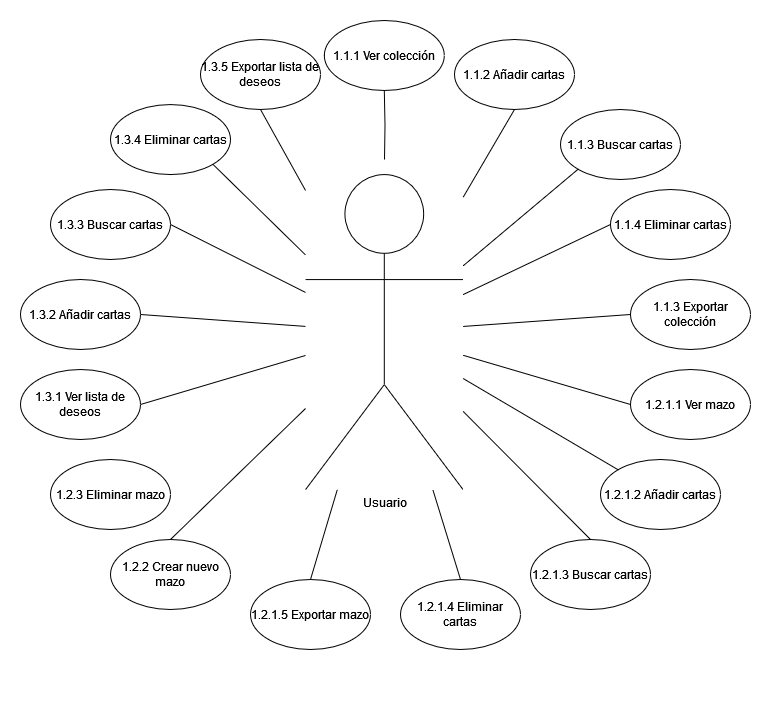 1.1.1 Ver colección
1.3.5 Exportar lista de
deseos
1.1.2 Añadir cartas
1.3.4 Eliminar cartas
1.1.3 Buscar cartas
1.3.3 Buscar cartas
1.1.4 Eliminar cartas
1.3.2 Añadir cartas
1.1.3 Exportar
colección
1.3.1 Ver lista de
deseos
1.2.1.1 Ver mazo
1.2.3 Eliminar mazo
1.2.1.2 Añadir cartas
Usuario
1.2.2 Crear nuevo
mazo
1.2.1.3 Buscar cartas
1.2.1.5 Exportar mazo
1.2.1.4 Eliminar
cartas